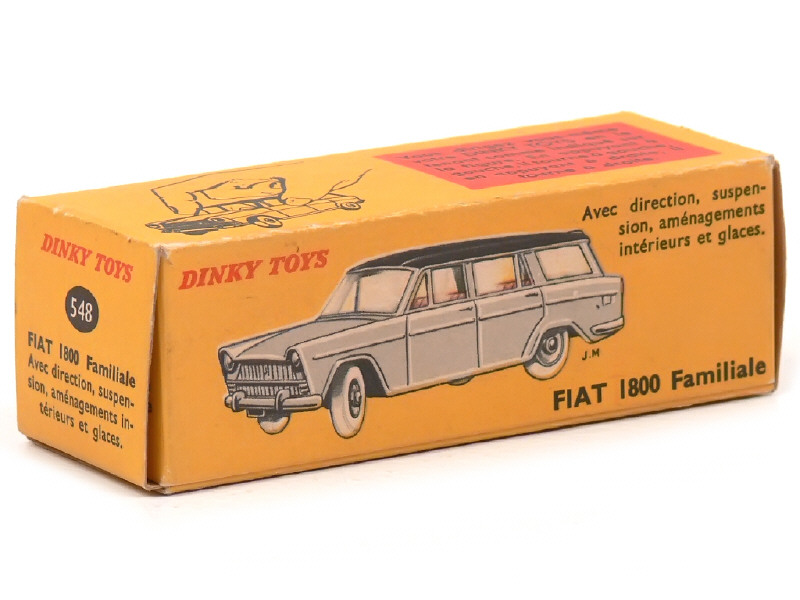 DINKY TOYS
548
FIAT 1800 Familiale
Avec direction, suspen-
sion, aménagements in-
térieurs et glaces.
DINKY TOYS
Avec direction, suspen-
sion, aménagements
intérieurs et glaces.
J.M
FIAT 1800 Familiale